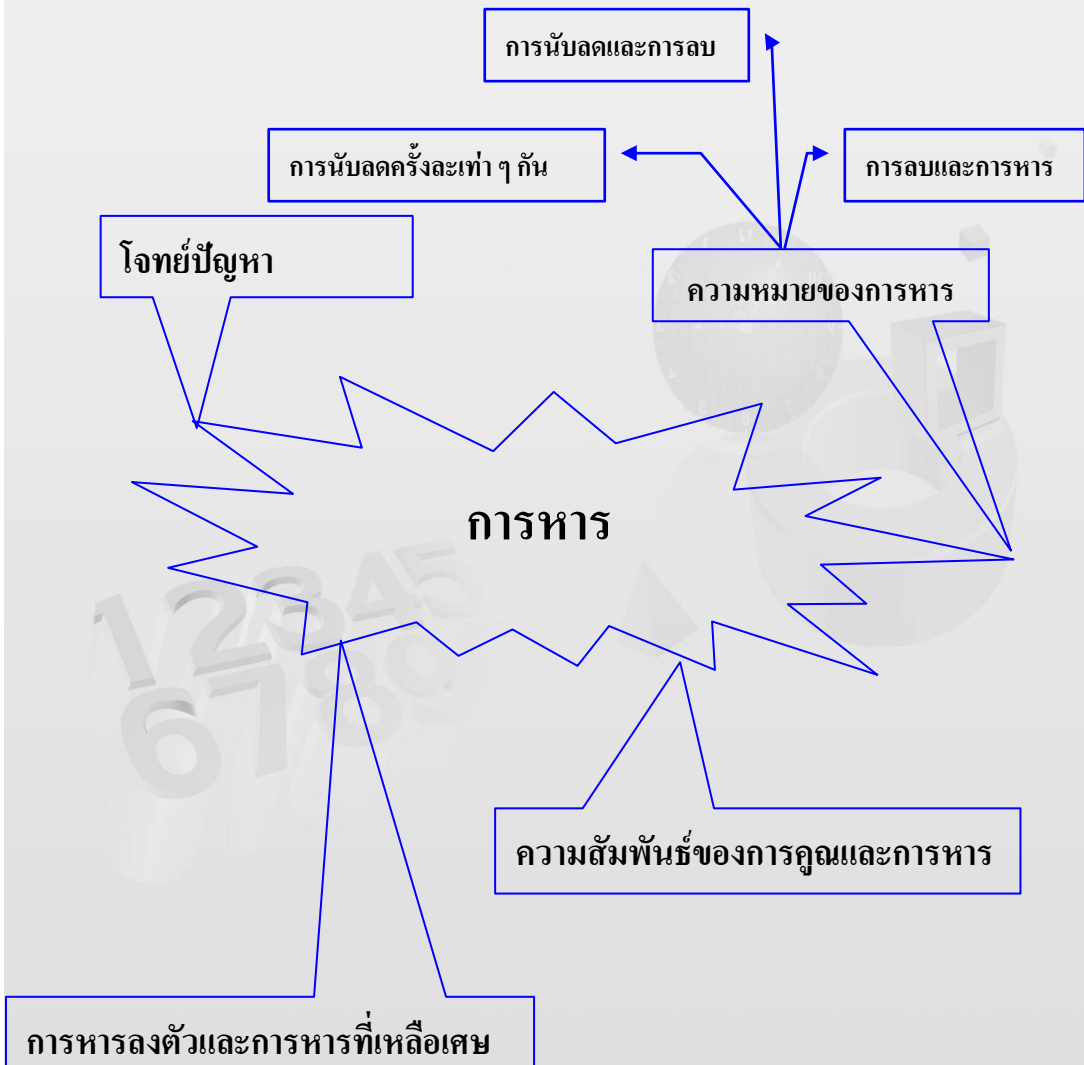 การนับลดและการลบ
การนับลดครั้งละเท่า ๆ กัน
การลบและการหาร
โจทย์ปัญหา
ความหมายของการหาร
การหาร
12345
6789
ความสัมพันธ์ของการคูณและการหาร
การหารลงตัวและการหารที่เหลือเศษ